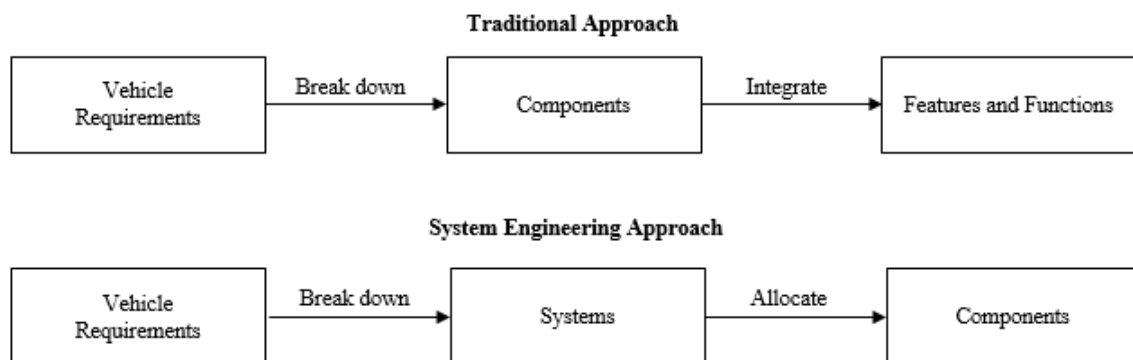 Traditional Approach
Vehicle
Requirements
Break down
Components
Integrate
Features and Functions
System Engineering Approach
Vehicle
Requirements
Break down
Systems
Allocate
Components